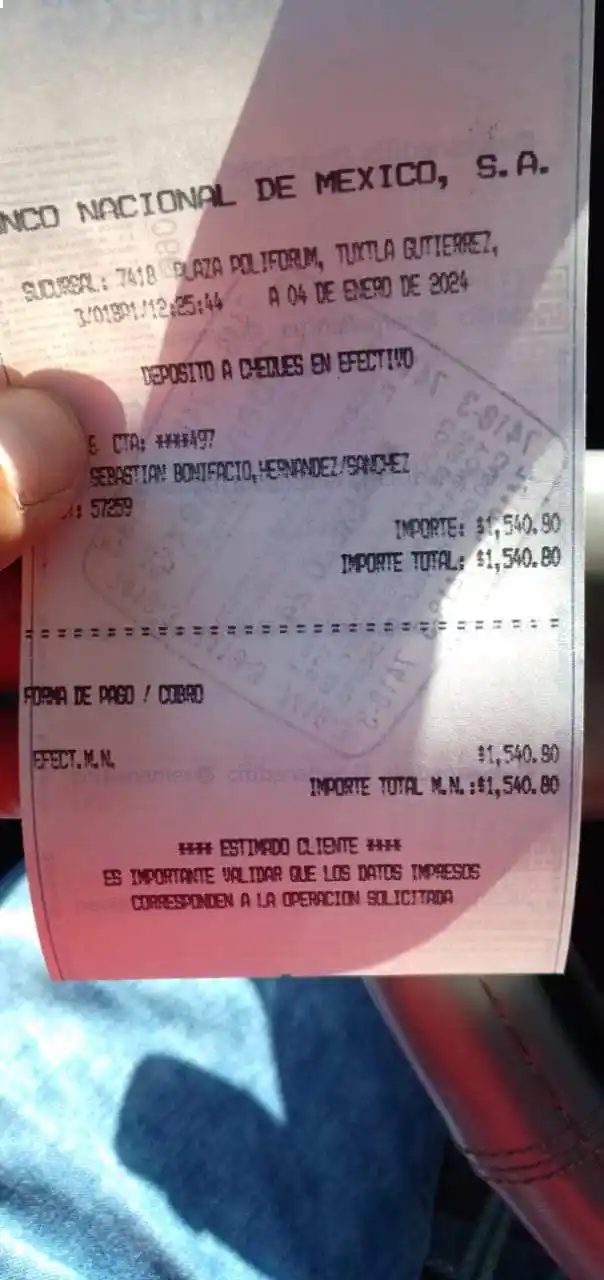 NCO NACIONAL DE MEXICO, S.A.
SUCURSAL: 7418 PLAZA POLIFORUM, TUXTLA GUTIERREZ,
3/01BA1/12:25:44 A 04 DE ENERO DE 2024
DEPOSITO A CHEQUES EN EFECTIVO
E CTA: ****497
SEBASTIAN BONIFACIO,HERNANDEZ/SANCHEZ
: 57259
IMPORTE: $1,540.80
IMPORTE TOTAL: $1,540.80
FORMA DE PAGO / COBRO
EFECT.M.N. $1,540.80
IMPORTE TOTAL M.N.:$1,540.80
**** ESTIMADO CLIENTE ****
ES IMPORTANTE VALIDAR QUE LOS DATOS IMPRESOS
CORRESPONDEN A LA OPERACION SOLICITADA